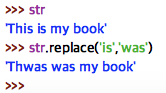 >>> str
'This is my book'
>>> str.replace('is','was')
'Thwas was my book'
>>>